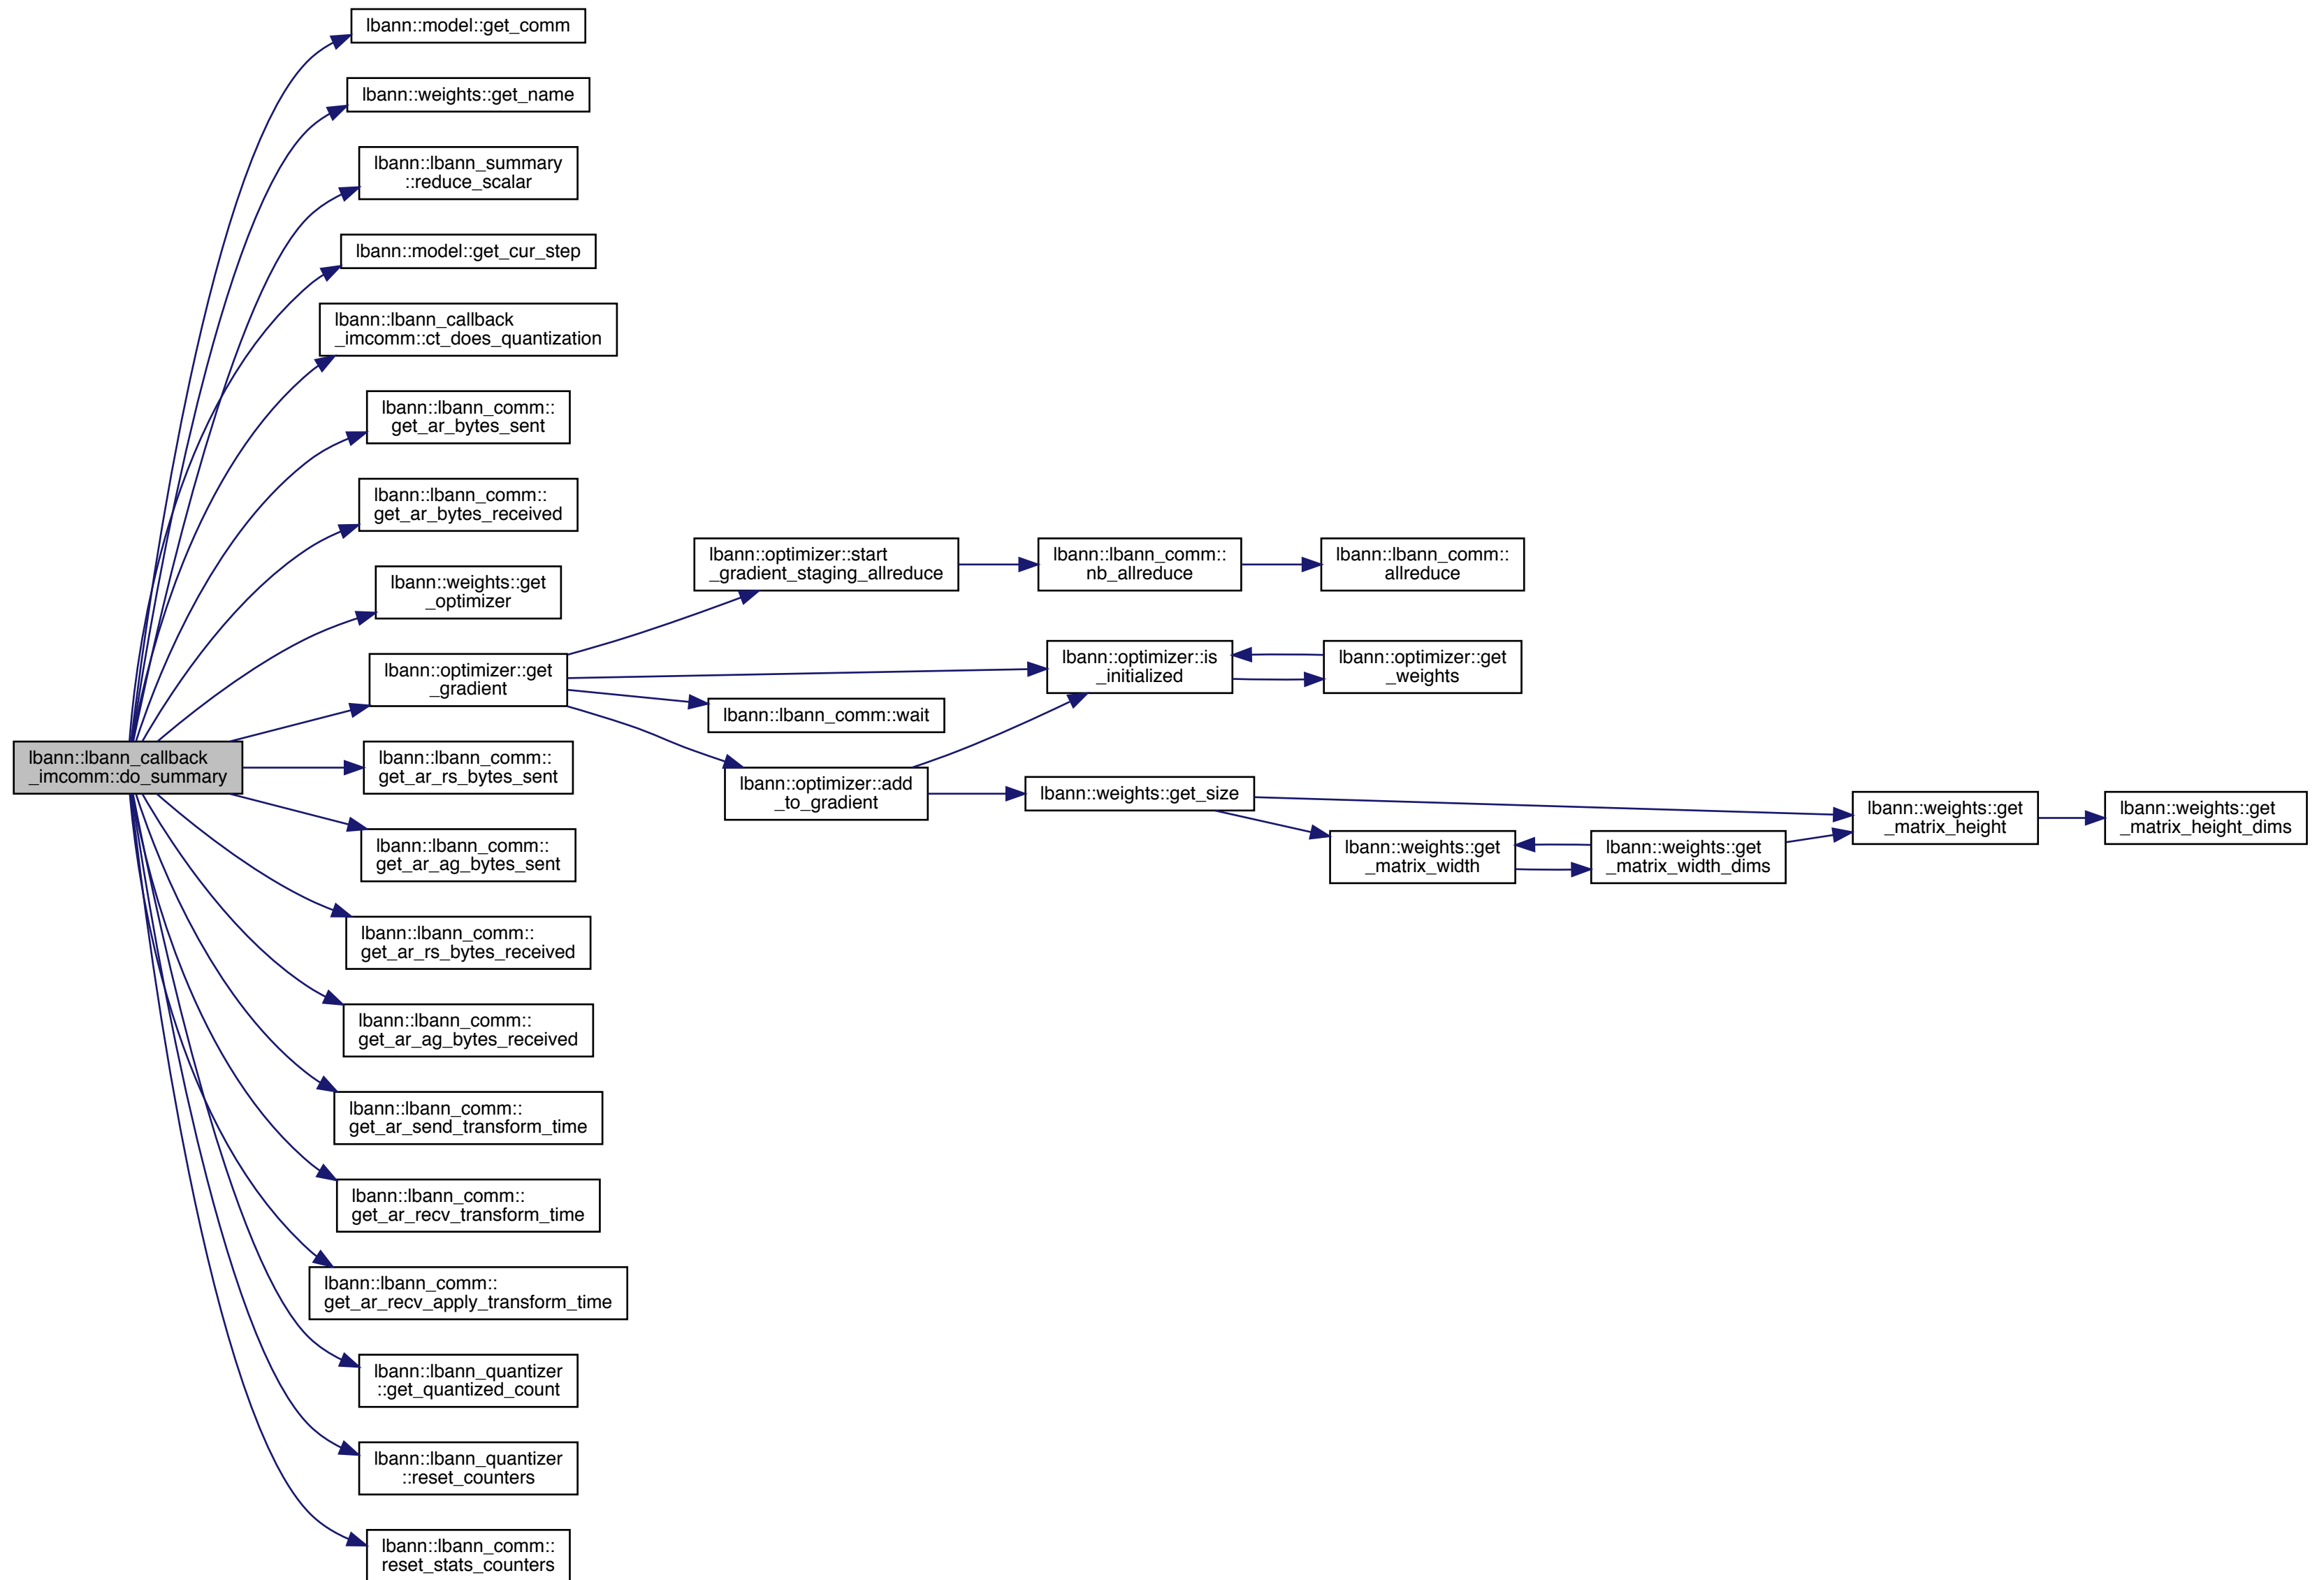 lbann::model::get_comm
lbann::weights::get_name
lbann::lbann_summary
::reduce_scalar
lbann::model::get_cur_step
lbann::lbann_callback
_imcomm::ct_does_quantization
lbann::lbann_comm::
get_ar_bytes_sent
lbann::lbann_comm::
get_ar_bytes_received
lbann::weights::get
_optimizer
lbann::optimizer::get
_gradient
lbann::lbann_callback
_imcomm::do_summary
lbann::lbann_comm::
get_ar_rs_bytes_sent
lbann::lbann_comm::
get_ar_ag_bytes_sent
lbann::lbann_comm::
get_ar_rs_bytes_received
lbann::lbann_comm::
get_ar_ag_bytes_received
lbann::lbann_comm::
get_ar_send_transform_time
lbann::lbann_comm::
get_ar_recv_transform_time
lbann::lbann_comm::
get_ar_recv_apply_transform_time
lbann::lbann_quantizer
::get_quantized_count
lbann::lbann_quantizer
::reset_counters
lbann::lbann_comm::
reset_stats_counters
lbann::optimizer::start
_gradient_staging_allreduce
lbann::lbann_comm::
nb_allreduce
lbann::lbann_comm::
allreduce
lbann::optimizer::is
_initialized
lbann::optimizer::get
_weights
lbann::lbann_comm::wait
lbann::optimizer::add
_to_gradient
lbann::weights::get_size
lbann::weights::get
_matrix_width
lbann::weights::get
_matrix_width_dims
lbann::weights::get
_matrix_height
lbann::weights::get
_matrix_height_dims